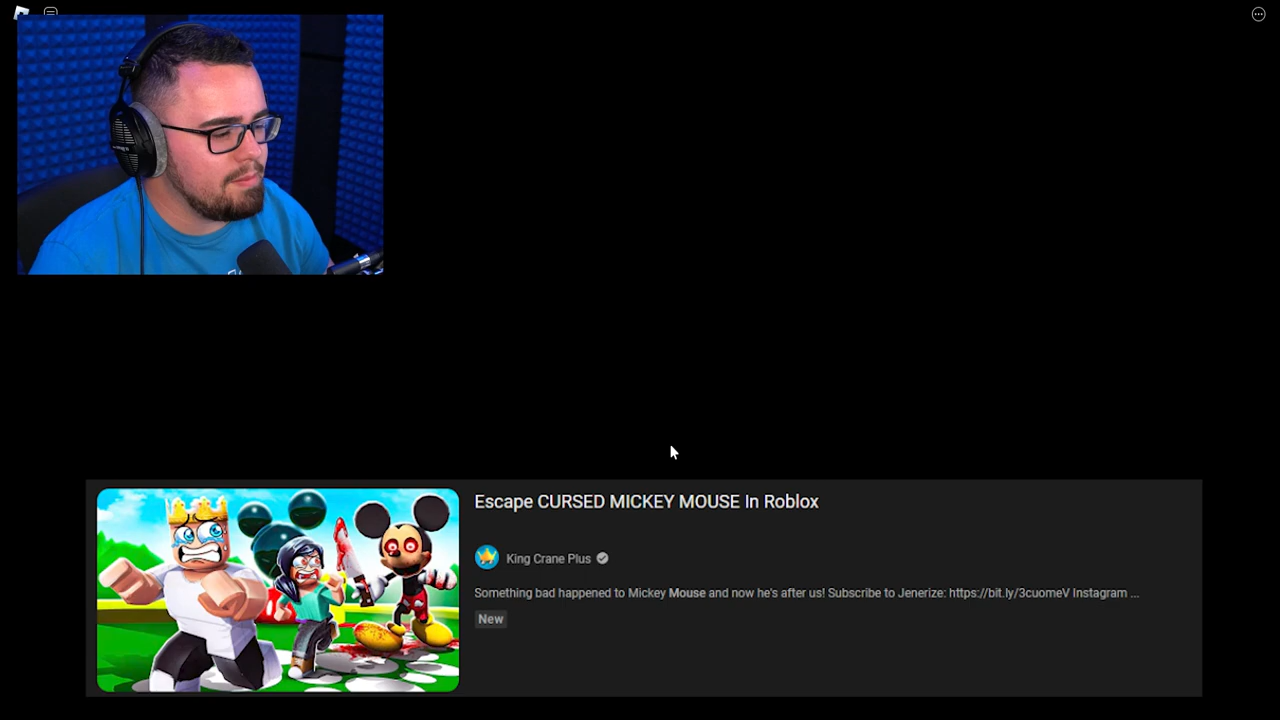 Escape CURSED MICKEY MOUSE In Roblox
King Crane Plus
Something bad happened to Mickey Mouse and now he's after us! Subscribe to Jenerize: https://bit.ly/3cuomeV Instagram ...
New